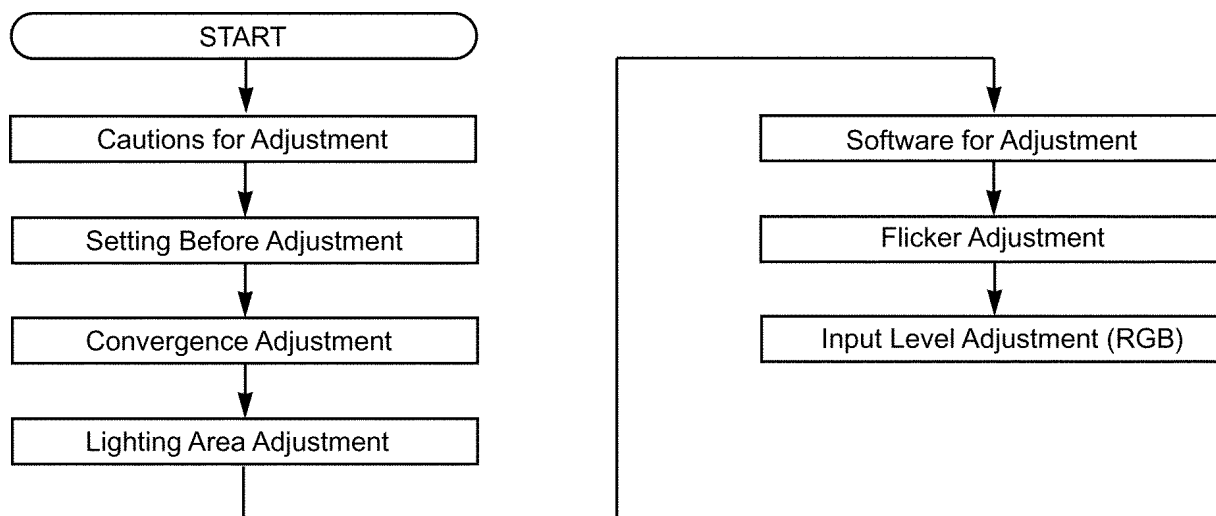 START
Cautions for Adjustment
Setting Before Adjustment
Convergence Adjustment
Lighting Area Adjustment
Software for Adjustment
Flicker Adjustment
Input Level Adjustment (RGB)